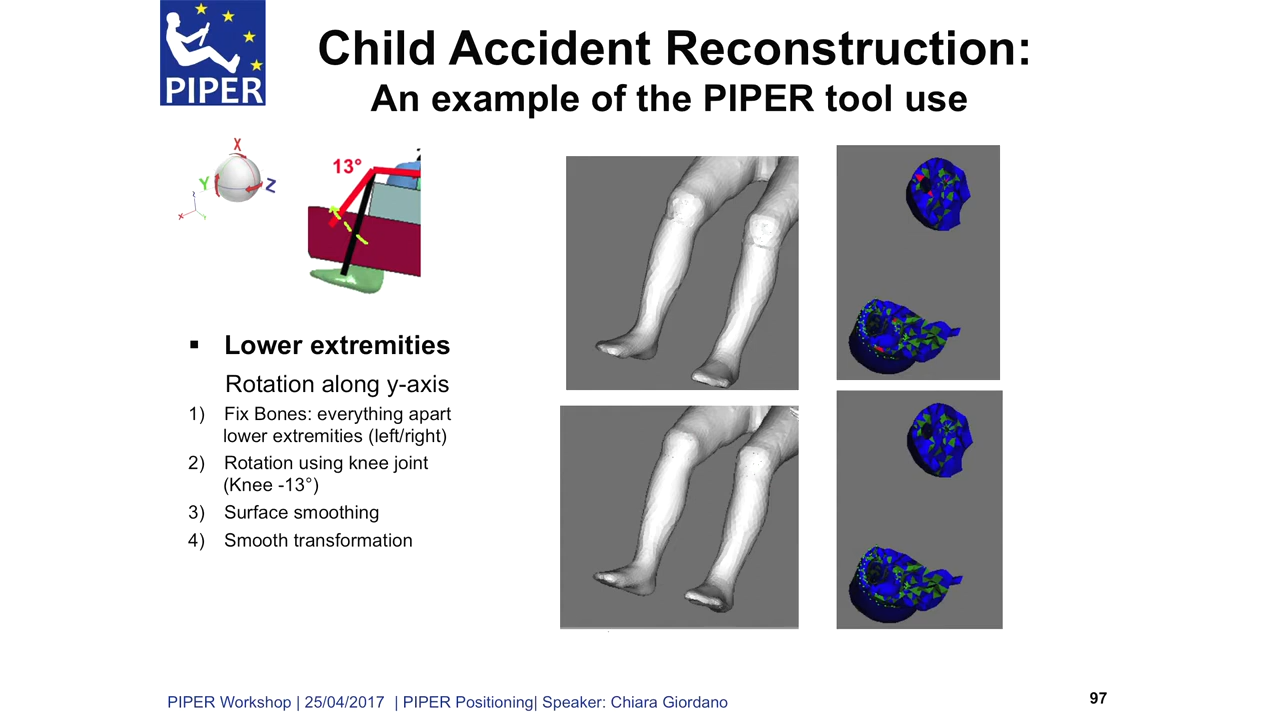 PIPER
Child Accident Reconstruction:
An example of the PIPER tool use
X
Y
Z
13°
▪ Lower extremities
Rotation along y-axis
1) Fix Bones: everything apart
lower extremities (left/right)
2) Rotation using knee joint
(Knee -13°)
3) Surface smoothing
4) Smooth transformation
PIPER Workshop | 25/04/2017 | PIPER Positioning| Speaker: Chiara Giordano
97